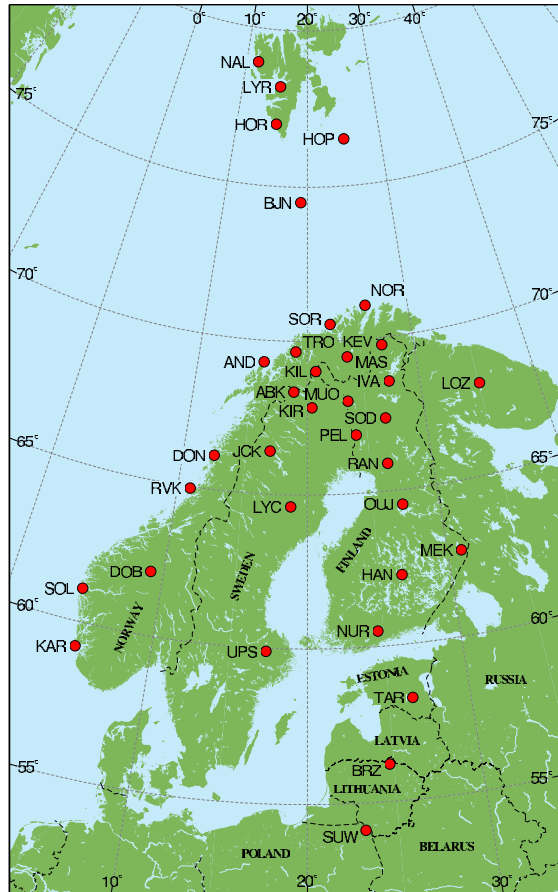 0° 10° 20° 30° 40°
NAL
LYR
75° 75°
HOR
HOP
BJN
70° 70°
NOR
SOR
TRO KEV
AND MAS
KIL IVA LOZ
ABK MUO
KIR SOD
PEL
65° DON JCK RAN 65°
RVK
LYC OUJ
FINLAND
MEK
DOB HAN
SOL SWEDEN
60° NORWAY 60°
KAR UPS NUR
ESTONIA RUSSIA
TAR
LATVIA
55° BRZ 55°
LITHUANIA
SUW
POLAND BELARUS
10° 20° 30°